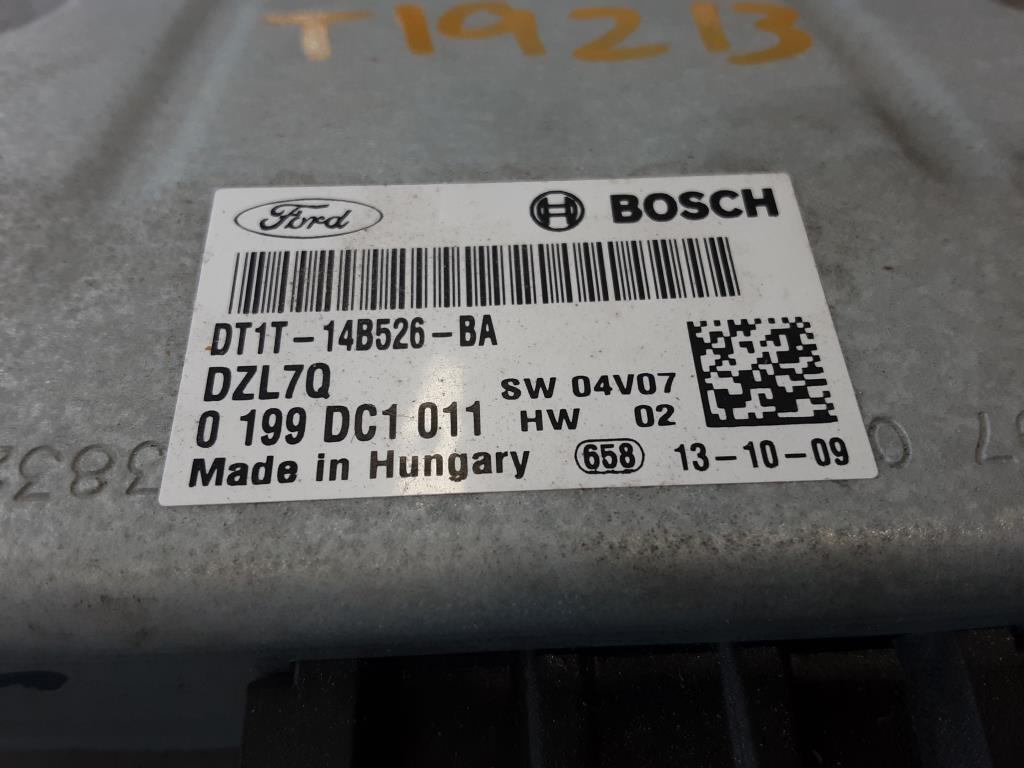 T19213
Ford BOSCH
DT1T-14B526-BA
DZL7Q
SW 04V07
0 199 DC1 011
HW 02
Made in Hungary 658 13-10-09